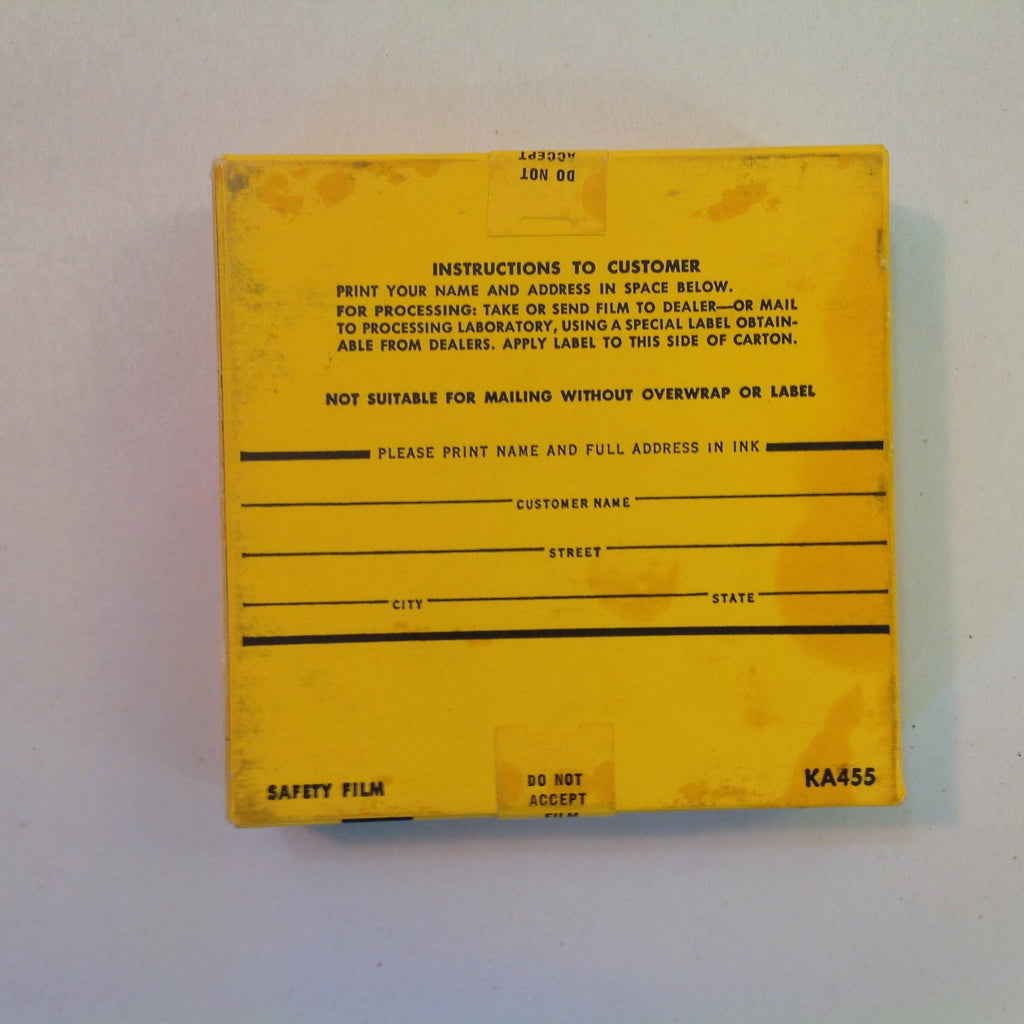 ACCEPT
DO NOT
INSTRUCTIONS TO CUSTOMER
PRINT YOUR NAME AND ADDRESS IN SPACE BELOW.
FOR PROCESSING: TAKE OR SEND FILM TO DEALER—OR MAIL
TO PROCESSING LABORATORY, USING A SPECIAL LABEL OBTAIN-
ABLE FROM DEALERS. APPLY LABEL TO THIS SIDE OF CARTON.
NOT SUITABLE FOR MAILING WITHOUT OVERWRAP OR LABEL
PLEASE PRINT NAME AND FULL ADDRESS IN INK
CUSTOMER NAME
STREET
CITY STATE
DO NOT
ACCEPT
FILM
SAFETY FILM
KA455